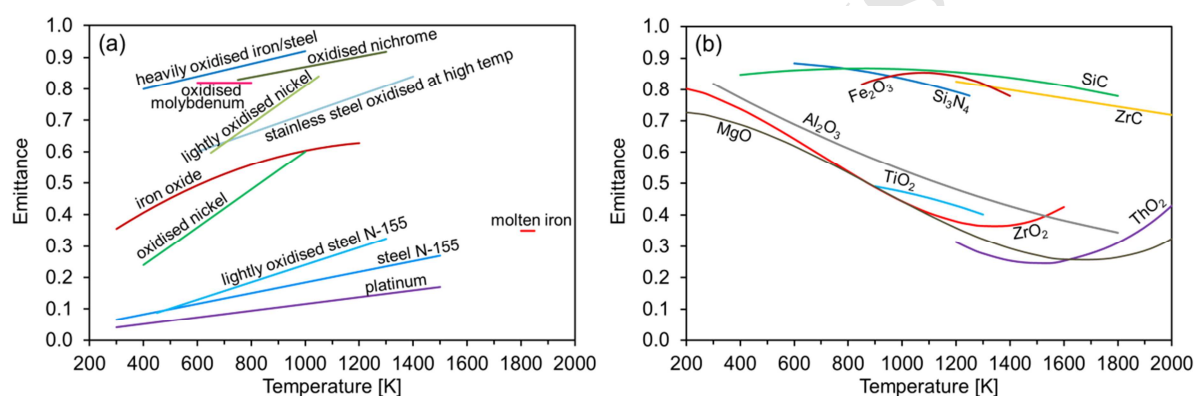 (a)
Emittance
1.0
0.9
0.8
0.7
0.6
0.5
0.4
0.3
0.2
0.1
0.0
heavily oxidised iron/steel
oxidised nichrome
oxidised
molybdenum
lightly oxidised nickel
stainless steel oxidised at high temp
iron oxide
oxidised nickel
lightly oxidised steel N-155
steel N-155
platinum
molten iron
200 400 600 800 1000 1200 1400 1600 1800 2000
Temperature [K]
(b)
Emittance
1.0
0.9
0.8
0.7
0.6
0.5
0.4
0.3
0.2
0.1
0.0
SiC
Fe₂O₃
Si₃N₄
ZrC
MgO
Al₂O₃
TiO₂
ZrO₂
ThO₂
200 400 600 800 1000 1200 1400 1600 1800 2000
Temperature [K]